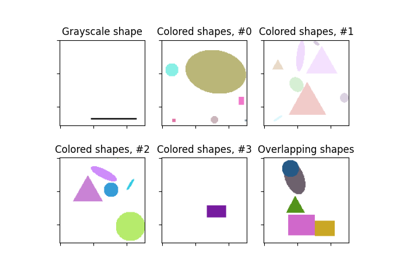 Grayscale shape
Colored shapes, #0
Colored shapes, #1
Colored shapes, #2
Colored shapes, #3
Overlapping shapes